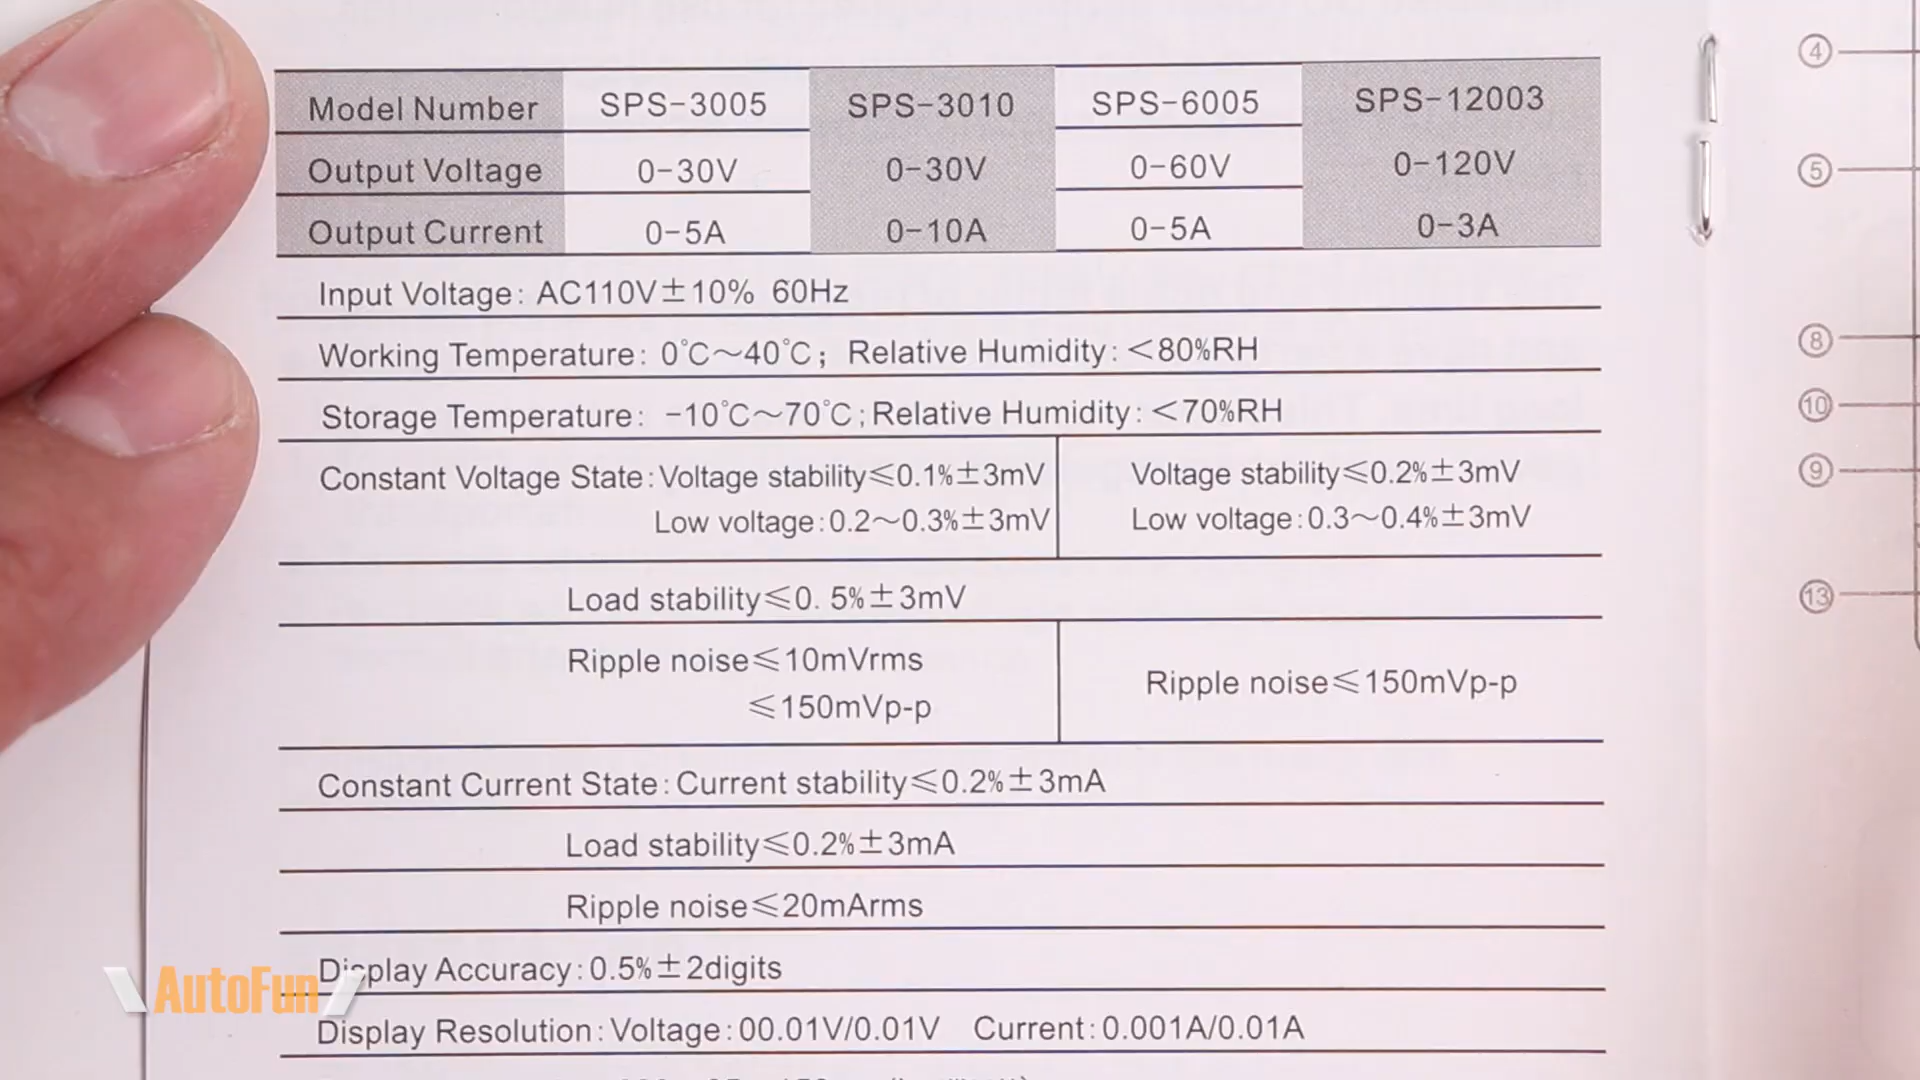 Model Number SPS-3005 SPS-3010 SPS-6005 SPS-12003
Output Voltage 0-30V 0-30V 0-60V 0-120V
Output Current 0-5A 0-10A 0-5A 0-3A
Input Voltage: AC110V±10% 60Hz
Working Temperature: 0℃～40℃; Relative Humidity: <80%RH
Storage Temperature: -10℃～70℃; Relative Humidity: <70%RH
Constant Voltage State: Voltage stability≤0.1%±3mV Voltage stability≤0.2%±3mV
Low voltage:0.2～0.3%±3mV Low voltage:0.3～0.4%±3mV
Load stability≤0. 5%±3mV
Ripple noise≤10mVrms
≤150mVp-p
Ripple noise≤150mVp-p
Constant Current State: Current stability≤0.2%±3mA
Load stability≤0.2%±3mA
Ripple noise≤20mArms
Display Accuracy: 0.5%±2digits
Display Resolution: Voltage: 00.01V/0.01V Current: 0.001A/0.01A
AutoFun
④
⑤
⑧
⑩
⑨
⑬